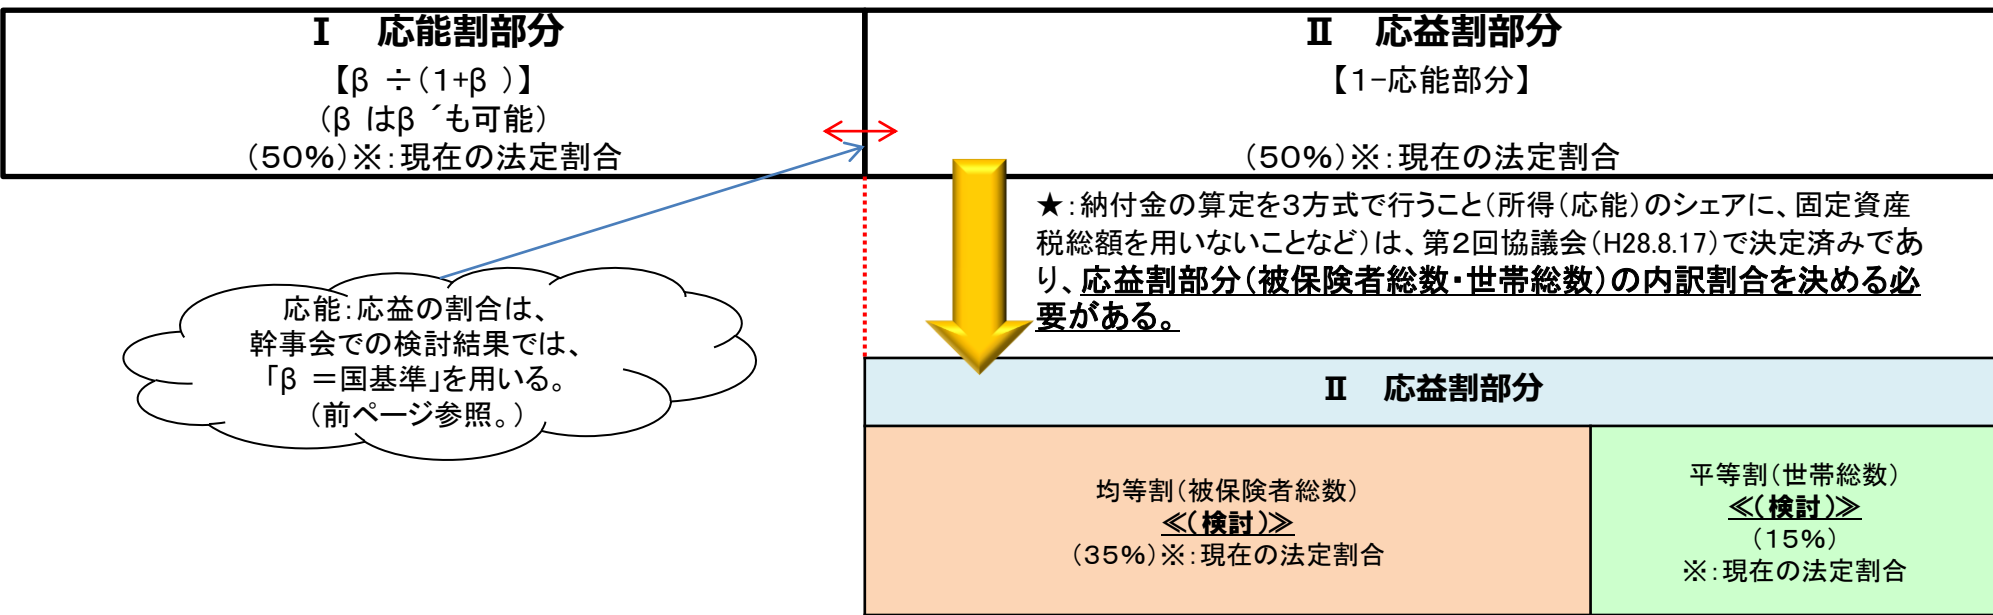 Ⅰ　応能割部分
【β ÷(1+β )】
(β はβ ´も可能)
(50%)※:現在の法定割合
Ⅱ　応益割部分
【1-応能部分】
(50%)※:現在の法定割合
★:納付金の算定を3方式で行うこと(所得(応能)のシェアに、固定資産
税総額を用いないことなど)は、第2回協議会(H28.8.17)で決定済みであ
り、応益割部分(被保険者総数・世帯総数)の内訳割合を決める必
要がある。
応能:応益の割合は、
幹事会での検討結果では、
「β ＝国基準」を用いる。
(前ページ参照。)
Ⅱ　応益割部分
均等割(被保険者総数)
≪(検討)≫
(35%)※:現在の法定割合
平等割(世帯総数)
≪(検討)≫
(15%)
※:現在の法定割合